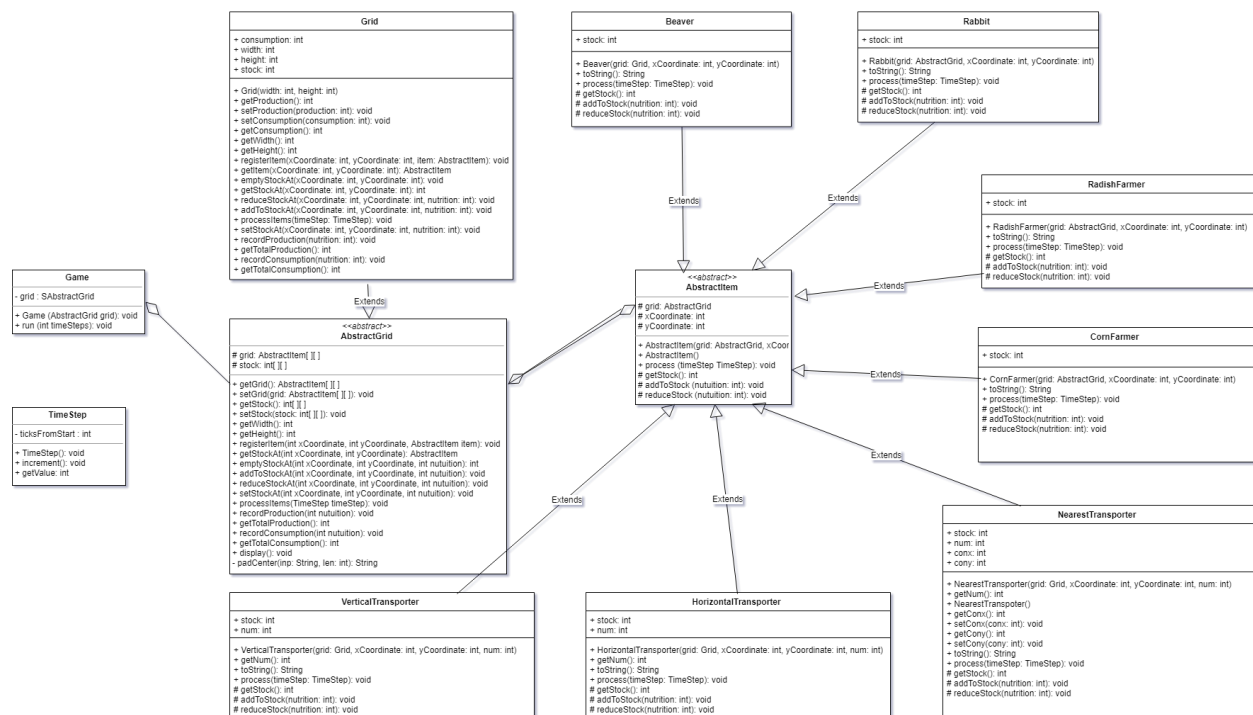 Grid
+ consumption: int
+ width: int
+ height: int
+ stock: int
+ Grid(width: int, height: int)
+ getProduction(): int
+ setProduction(production: int): void
+ setConsumption(consumption: int): void
+ getConsumption(): int
+ getWidth(): int
+ getHeight(): int
+ registerItem(xCoordinate: int, yCoordinate: int, item: AbstractItem): void
+ getItem(xCoordinate: int, yCoordinate: int): AbstractItem
+ emptyStockAt(xCoordinate: int, yCoordinate: int): void
+ getStockAt(xCoordinate: int, yCoordinate: int): int
+ reduceStockAt(xCoordinate: int, yCoordinate: int, nutrition: int): void
+ addToStockAt(xCoordinate: int, yCoordinate: int, nutrition: int): void
+ processItems(timeStep: TimeStep): void
+ setStockAt(xCoordinate: int, yCoordinate: int, nutrition: int): void
+ recordProduction(nutrition: int): void
+ getTotalProduction(): int
+ recordConsumption(nutrition: int): void
+ getTotalConsumption(): int
Beaver
+ stock: int
+ Beaver(grid: Grid, xCoordinate: int, yCoordinate: int)
+ toString(): String
+ process(timeStep: TimeStep): void
# getStock(): int
# addToStock(nutrition: int): void
# reduceStock(nutrition: int): void
Rabbit
+ stock: int
+ Rabbit(grid: AbstractGrid, xCoordinate: int, yCoordinate: int)
+ toString(): String
+ process(timeStep: TimeStep): void
# getStock(): int
# addToStock(nutrition: int): void
# reduceStock(nutrition: int): void
Extends
Extends
RadishFarmer
+ stock: int
+ RadishFarmer(grid: AbstractGrid, xCoordinate: int, yCoordinate: int)
+ toString(): String
+ process(timeStep: TimeStep): void
# getStock(): int
# addToStock(nutrition: int): void
# reduceStock(nutrition: int): void
Game
- grid : SAbstractGrid
+ Game (AbstractGrid grid): void
+ run (int timeSteps): void
Extends
<<abstract>>
AbstractGrid
# grid: AbstractItem[ ][ ]
# stock: int[ ][ ]
+ getGrid(): AbstractItem[ ][ ]
+ setGrid(grid: AbstractItem[ ][ ]): void
+ getStock(): int[ ][ ]
+ setStock(stock: int[ ][ ]): void
+ getWidth(): int
+ getHeight(): int
+ registerItem(int xCoordinate, int yCoordinate, AbstractItem item): void
+ getStockAt(int xCoordinate, int yCoordinate): AbstractItem
+ emptyStockAt(int xCoordinate, int yCoordinate, int nutuition): int
+ addToStockAt(int xCoordinate, int yCoordinate, int nutuition): void
+ reduceStockAt(int xCoordinate, int yCoordinate, int nutuition): void
+ setStockAt(int xCoordinate, int yCoordinate, int nutuition): void
+ processItems(TimeStep timeStep): void
+ recordProduction(int nutuition): void
+ getTotalProduction(): int
+ recordConsumption(int nutuition): void
+ getTotalConsumption(): int
+ display(): void
- padCenter(inp: String, len: int): String
<<abstract>>
AbstractItem
# grid: AbstractGrid
# xCoordinate: int
# yCoordinate: int
+ AbstractItem(grid: AbstractGrid, xCoor
+ AbstractItem()
+ process (timeStep TimeStep): void
# getStock(): int
# addToStock (nutuition: int): void
# reduceStock (nutuition: int): void
Extends
CornFarmer
+ stock: int
+ CornFarmer(grid: AbstractGrid, xCoordinate: int, yCoordinate: int)
+ toString(): String
+ process(timeStep: TimeStep): void
# getStock(): int
# addToStock(nutrition: int): void
# reduceStock(nutrition: int): void
Extends
TimeStep
- ticksFromStart : int
+ TimeStep(): void
+ increment(): void
+ getValue: int
Extends
Extends
Extends
NearestTransporter
+ stock: int
+ num: int
+ conx: int
+ cony: int
+ NearestTransporter(grid: Grid, xCoordinate: int, yCoordinate: int, num: int)
+ getNum(): int
+ NearestTranspoter()
+ getConx(): int
+ setConx(conx: int): void
+ getCony(): int
+ setCony(cony: int): void
+ toString(): String
+ process(timeStep: TimeStep): void
# getStock(): int
# addToStock(nutrition: int): void
# reduceStock(nutrition: int): void
VerticalTransporter
+ stock: int
+ num: int
+ VerticalTransporter(grid: Grid, xCoordinate: int, yCoordinate: int, num: int)
+ getNum(): int
+ toString(): String
+ process(timeStep: TimeStep): void
# getStock(): int
# addToStock(nutrition: int): void
# reduceStock(nutrition: int): void
HorizontalTransporter
+ stock: int
+ num: int
+ HorizontalTransporter(grid: Grid, xCoordinate: int, yCoordinate: int, num: int)
+ getNum(): int
+ toString(): String
+ process(timeStep: TimeStep): void
# getStock(): int
# addToStock(nutrition: int): void
# reduceStock(nutrition: int): void